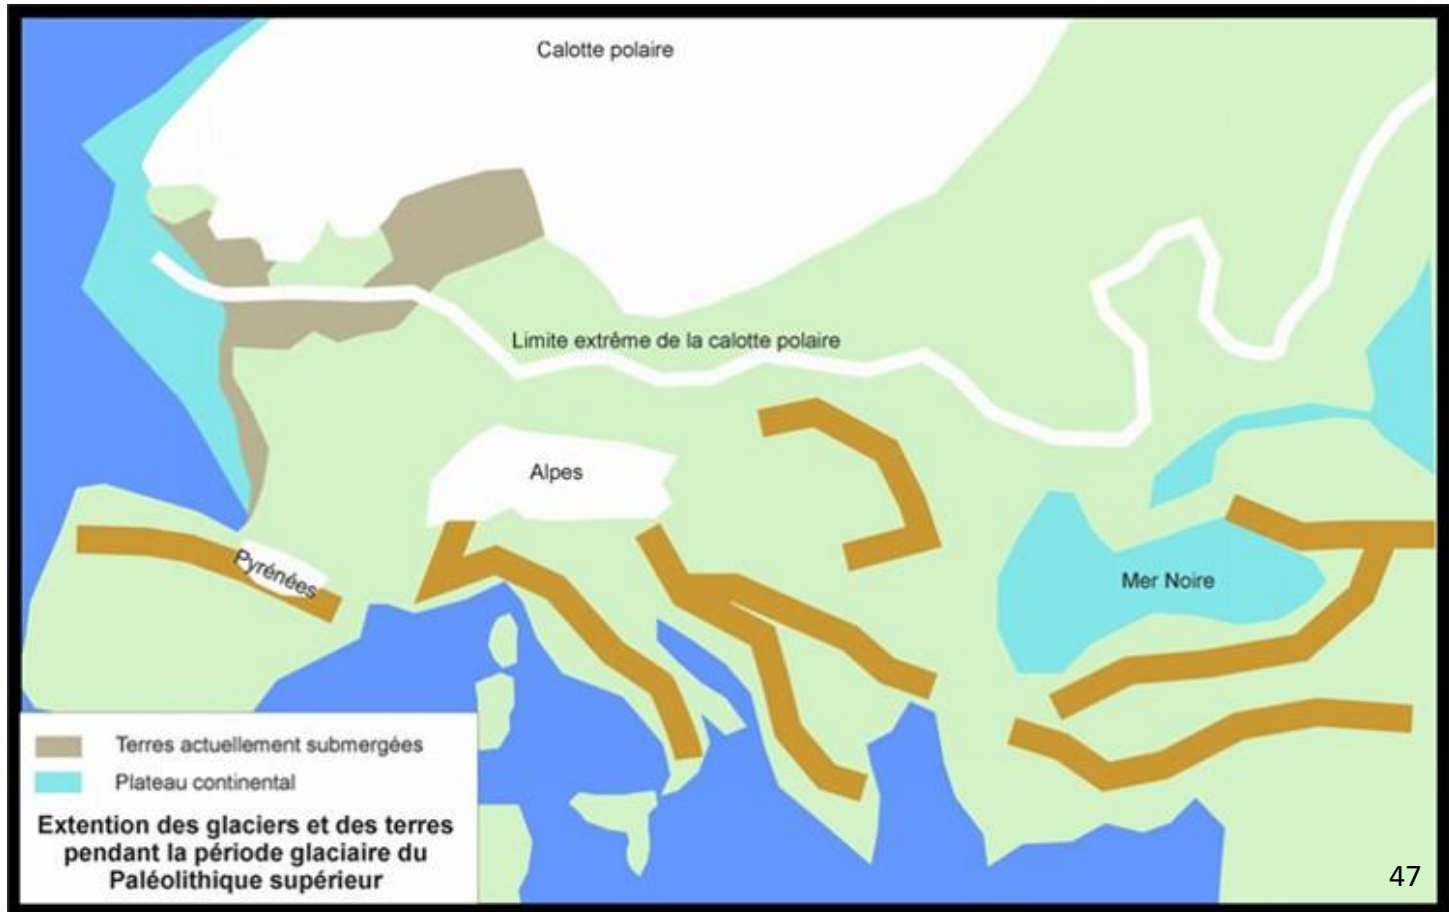 Calotte polaire
Limite extrême de la calotte polaire
Alpes
Pyrénées
Mer Noire
Terres actuellement submergées
Plateau continental
Extention des glaciers et des terres
pendant la période glaciaire du
Paléolithique supérieur
47